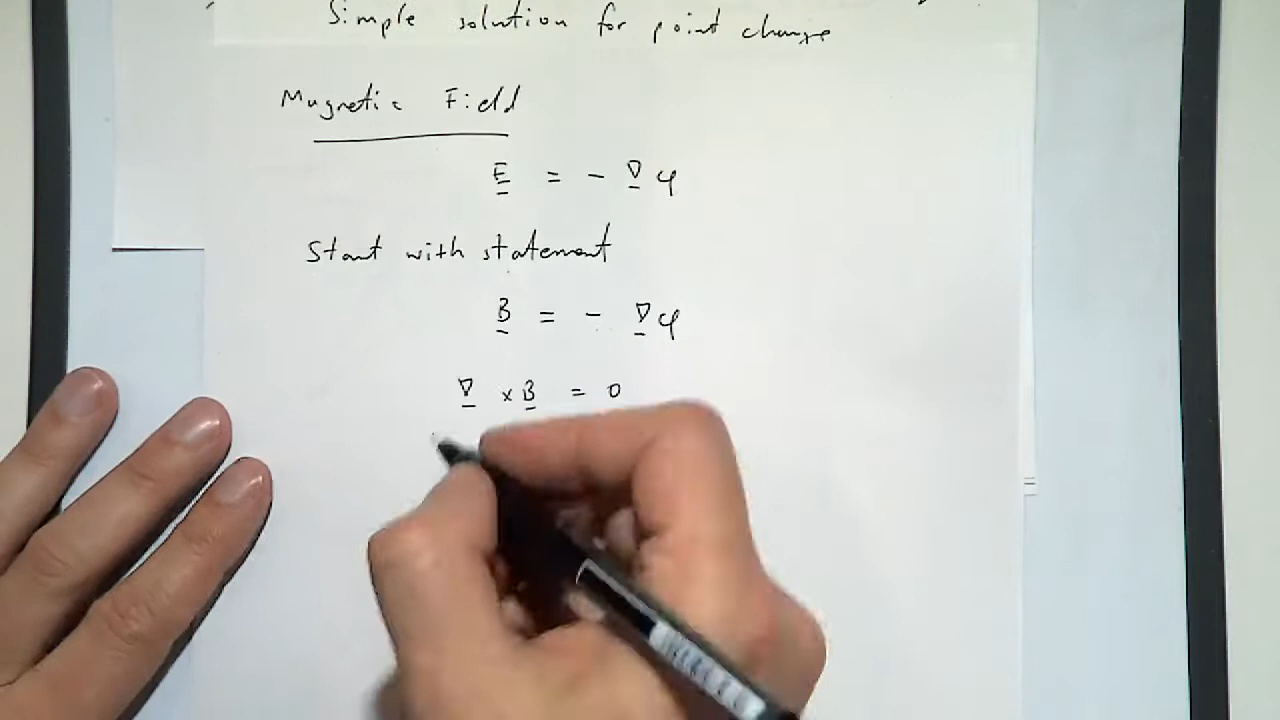 Simple solution for point charge
Magnetic Field
E = - ∇ φ
Start with statement
B = - ∇ φ
∇ × B = 0
=